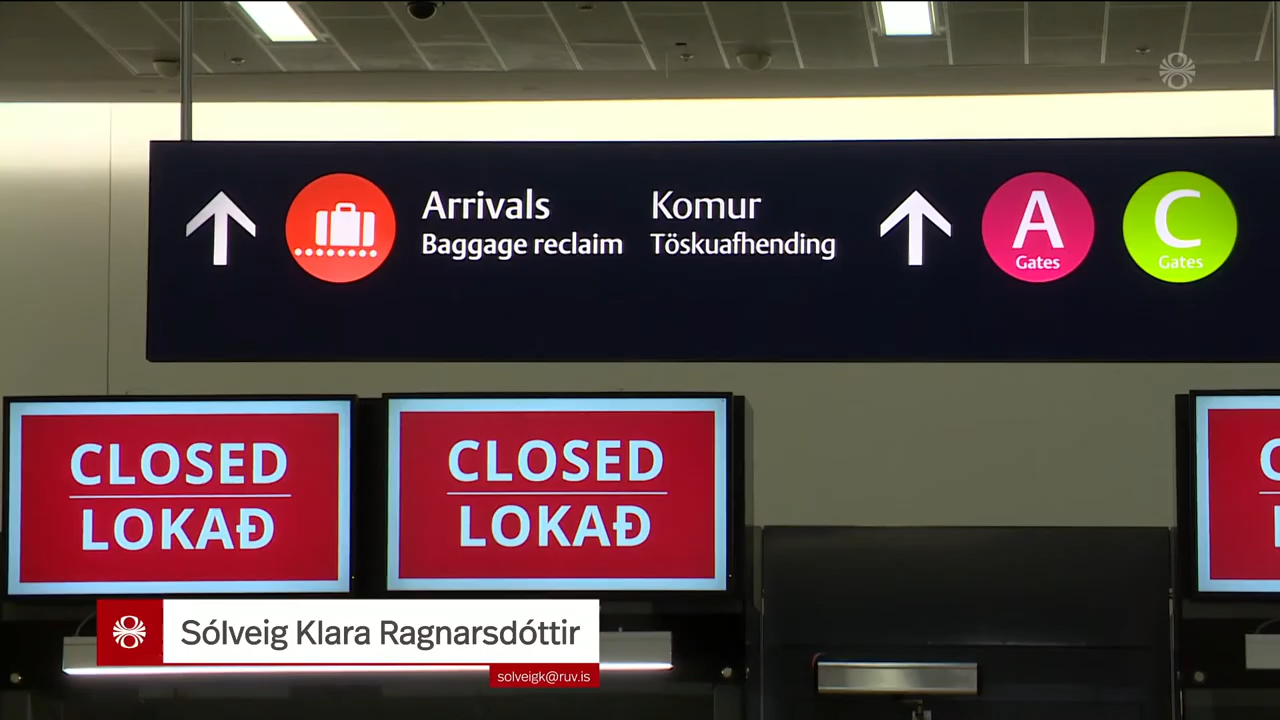 Arrivals
Baggage reclaim
Komur
Töskuafhending
A
Gates
C
Gates
CLOSED
LOKAÐ
CLOSED
LOKAÐ
Sólveig Klara Ragnarsdóttir
solveigk@ruv.is